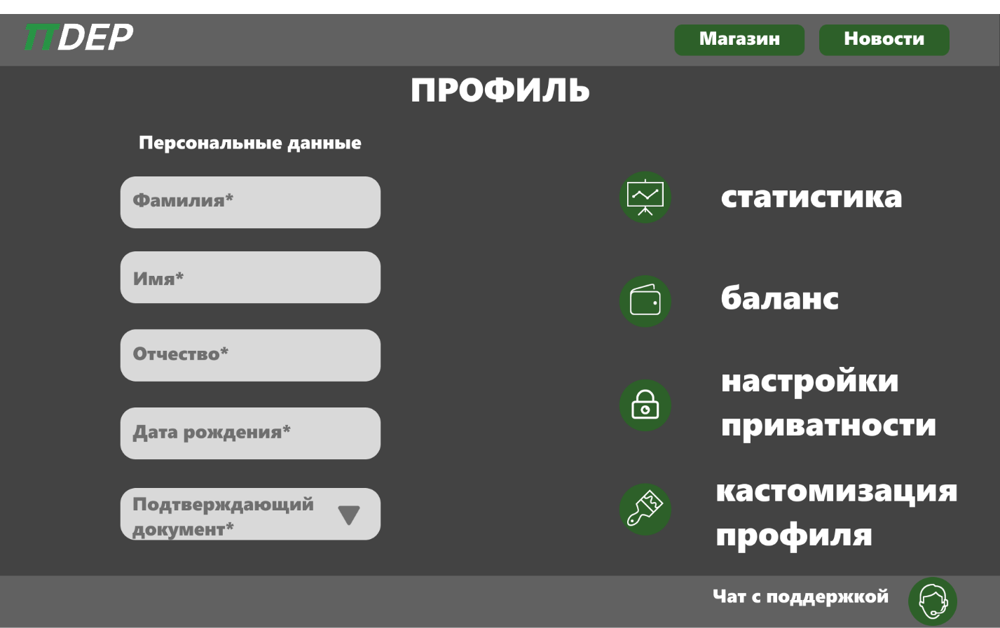 ПДЕР
Магазин
Новости
ПРОФИЛЬ
Персональные данные
Фамилия*
Имя*
Отчество*
Дата рождения*
Подтверждающий
документ*
статистика
баланс
настройки
приватности
кастомизация
профиля
Чат с поддержкой